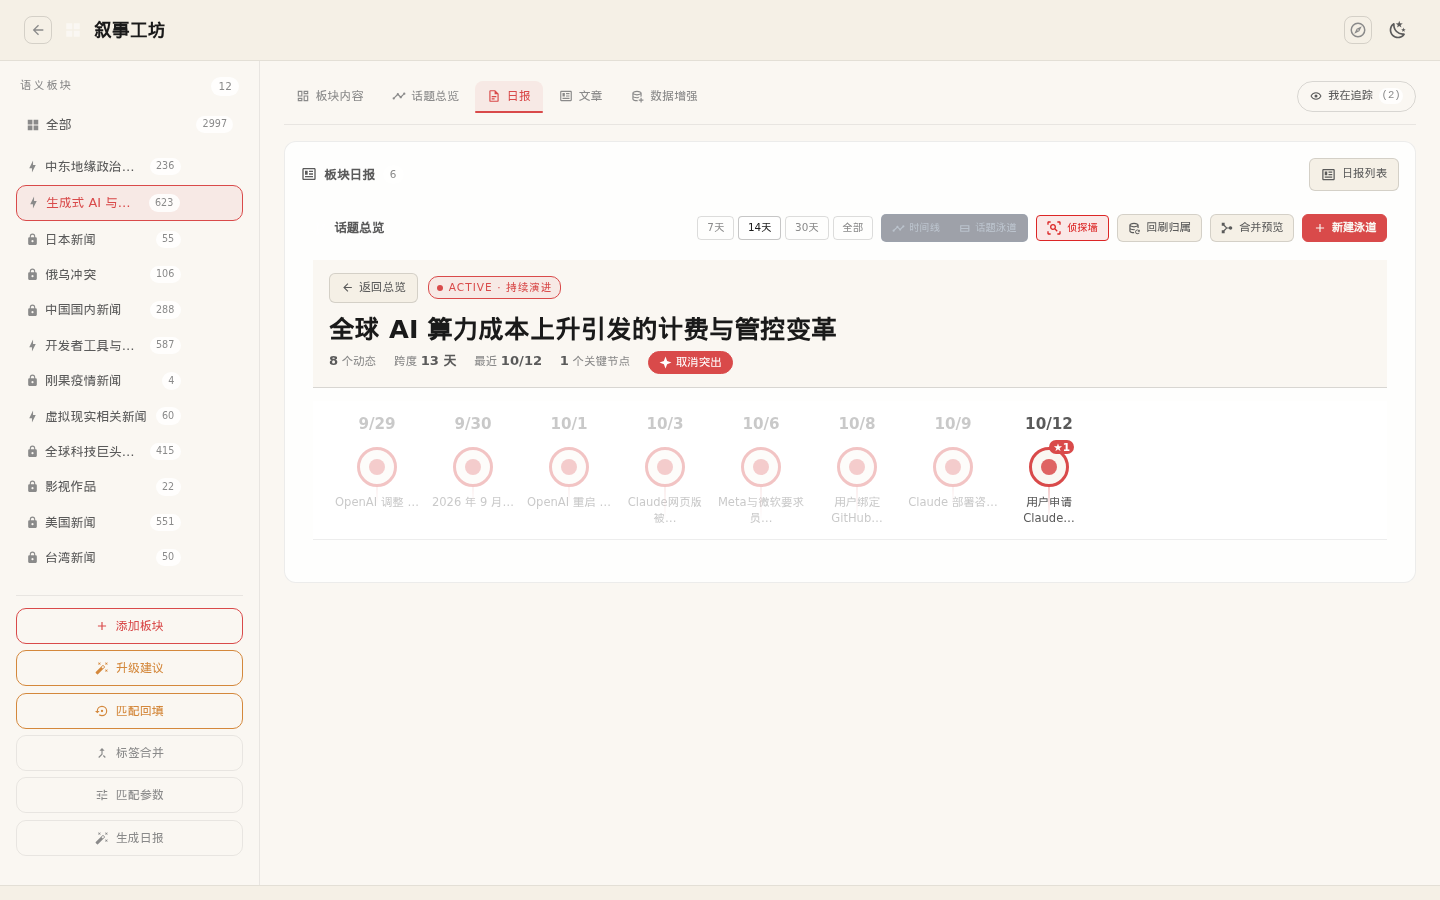 叙事工坊
语义板块 12
全部 2997
中东地缘政治… 236
生成式 AI 与… 623
日本新闻 55
俄乌冲突 106
中国国内新闻 288
开发者工具与… 587
刚果疫情新闻 4
虚拟现实相关新闻 60
全球科技巨头… 415
影视作品 22
美国新闻 551
台湾新闻 50
添加板块
升级建议
匹配回填
标签合并
匹配参数
生成日报
板块内容 话题总览 日报 文章 数据增强 我在追踪 (2)
板块日报 6 日报列表
话题总览 7天 14天 30天 全部 时间线 话题泳道 侦探墙 回刷归属 合并预览 新建泳道
返回总览 ACTIVE · 持续演进
全球 AI 算力成本上升引发的计费与管控变革
8 个动态 跨度 13 天 最近 10/12 1 个关键节点 取消突出
9/29 9/30 10/1 10/3 10/6 10/8 10/9 10/12
★1
OpenAI 调整 … 2026 年 9 月… OpenAI 重启 … Claude网页版 Meta与微软要求 用户绑定 Claude 部署咨… 用户申请
被… 员… GitHub… Claude…